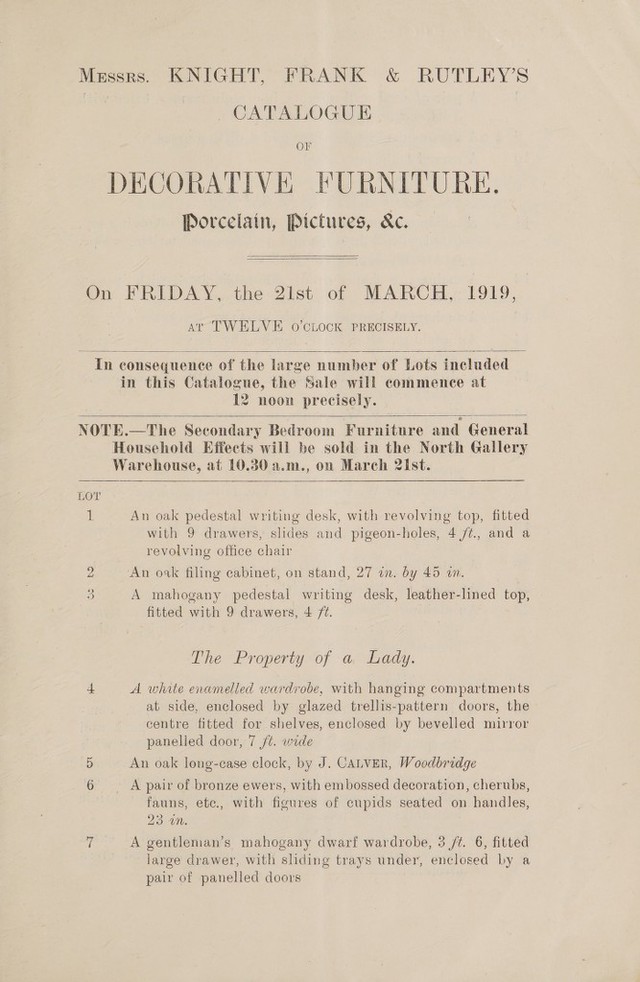 Messrs. KNIGHT, FRANK & RUTLEY'S
CATALOGUE
OF
DECORATIVE FURNITURE.
Porcelain, Pictures, &c.
On FRIDAY, the 21st of MARCH, 1919,
AT TWELVE O'CLOCK PRECISELY.
In consequence of the large number of Lots included
in this Catalogue, the Sale will commence at
12 noon precisely.
NOTE.—The Secondary Bedroom Furniture and General
Household Effects will be sold in the North Gallery
Warehouse, at 10.30 a.m., on March 21st.
LOT
1 An oak pedestal writing desk, with revolving top, fitted
with 9 drawers, slides and pigeon-holes, 4 ft., and a
revolving office chair
2 An oak filing cabinet, on stand, 27 in. by 45 in.
3 A mahogany pedestal writing desk, leather-lined top,
fitted with 9 drawers, 4 ft.
The Property of a Lady.
4 A white enamelled wardrobe, with hanging compartments
at side, enclosed by glazed trellis-pattern doors, the
centre fitted for shelves, enclosed by bevelled mirror
panelled door, 7 ft. wide
5 An oak long-case clock, by J. CALVER, Woodbridge
6 A pair of bronze ewers, with embossed decoration, cherubs,
fauns, etc., with figures of cupids seated on handles,
23 in.
7 A gentleman's mahogany dwarf wardrobe, 3 ft. 6, fitted
large drawer, with sliding trays under, enclosed by a
pair of panelled doors